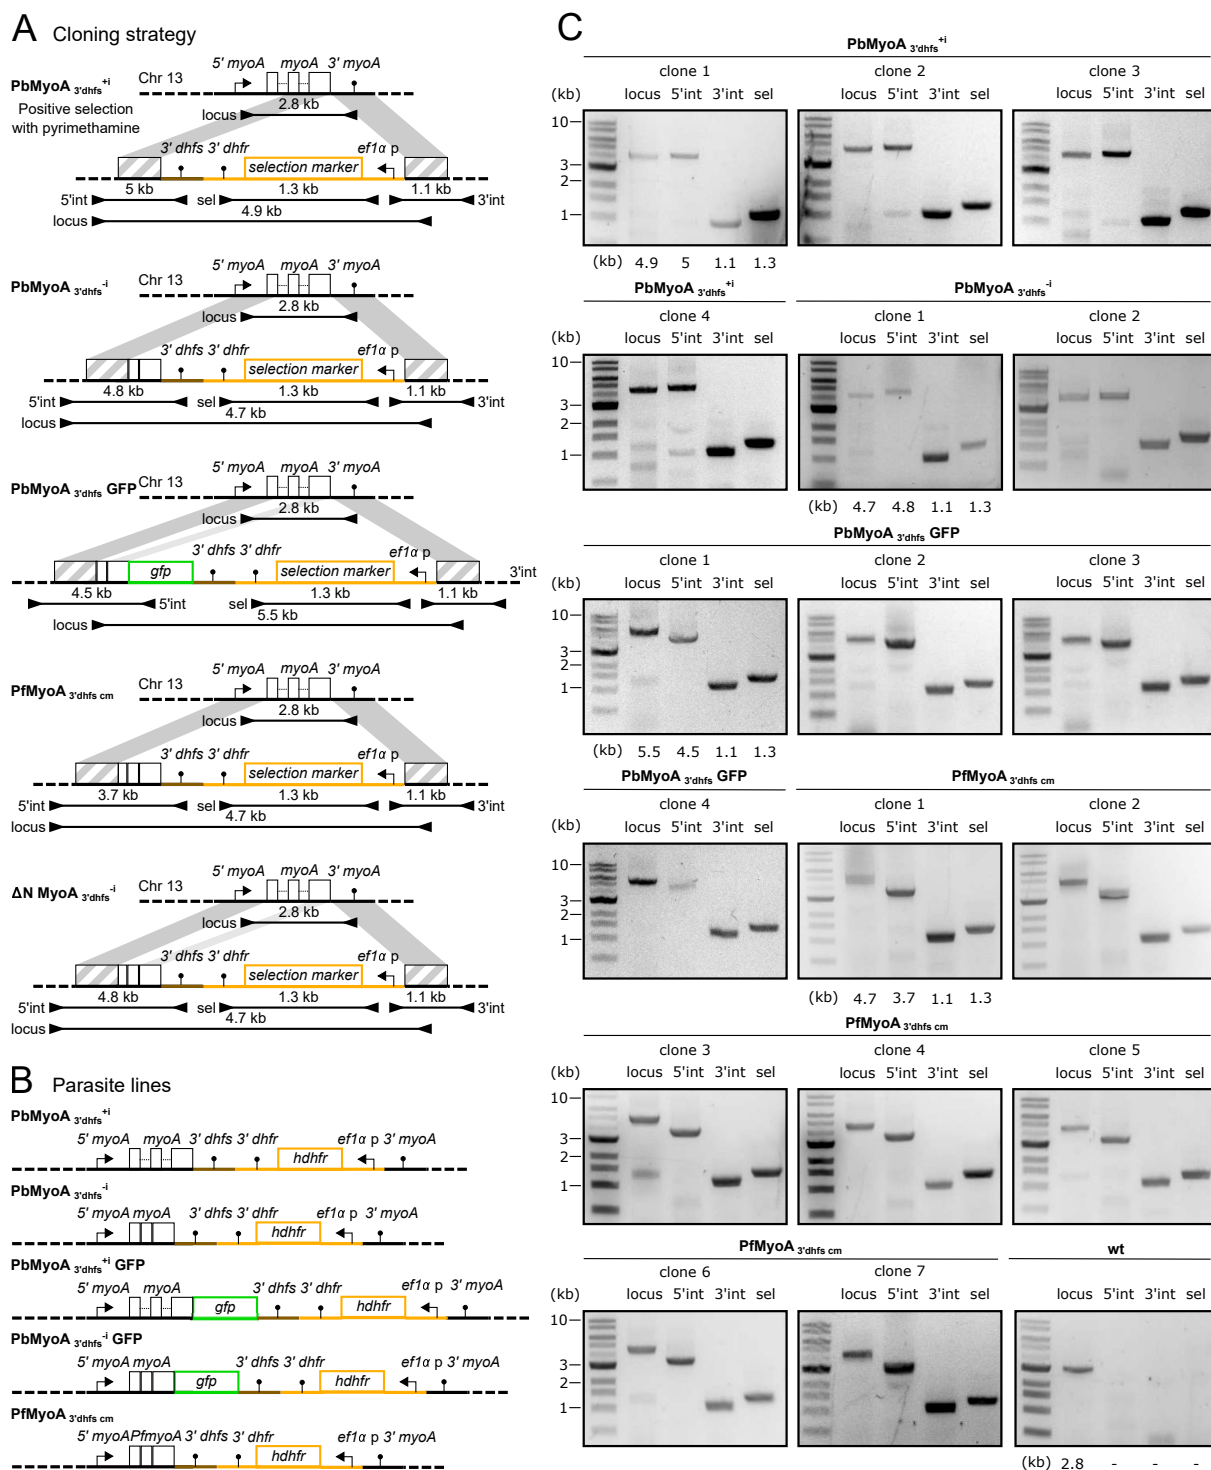 A Cloning strategy
PbMyoA 3'dhfs +i
Positive selection
with pyrimethamine
Chr 13
5' myoA myoA 3' myoA
2.8 kb
locus
3' dhfs 3' dhfr ef1α p
selection marker
5 kb 1.3 kb 1.1 kb
5'int sel 3'int
4.9 kb
locus
PbMyoA 3'dhfs -i
Chr 13
5' myoA myoA 3' myoA
2.8 kb
locus
3' dhfs 3' dhfr ef1α p
selection marker
4.8 kb 1.3 kb 1.1 kb
5'int sel 3'int
4.7 kb
locus
PbMyoA 3'dhfs GFP
Chr 13
5' myoA myoA 3' myoA
2.8 kb
locus
3' dhfs 3' dhfr ef1α p
gfp selection marker 3'int
4.5 kb 1.3 kb 1.1 kb
5'int sel
5.5 kb
locus
PfMyoA 3'dhfs cm
Chr 13
5' myoA myoA 3' myoA
2.8 kb
locus
3' dhfs 3' dhfr ef1α p
selection marker
3.7 kb 1.3 kb 1.1 kb
5'int sel 3'int
4.7 kb
locus
ΔN MyoA 3'dhfs -i
Chr 13
5' myoA myoA 3' myoA
2.8 kb
locus
3' dhfs 3' dhfr ef1α p
selection marker
4.8 kb 1.3 kb 1.1 kb
5'int sel 3'int
4.7 kb
locus
B Parasite lines
PbMyoA 3'dhfs +i
5' myoA myoA 3' dhfs 3' dhfr ef1α p 3' myoA
hdhfr
PbMyoA 3'dhfs -i
5' myoA myoA 3' dhfs 3' dhfr ef1α p 3' myoA
hdhfr
PbMyoA 3'dhfs +i GFP
5' myoA myoA 3' dhfs 3' dhfr ef1α p 3' myoA
gfp hdhfr
PbMyoA 3'dhfs -i GFP
5' myoA myoA 3' dhfs 3' dhfr ef1α p 3' myoA
gfp hdhfr
PfMyoA 3'dhfs cm
5' myoA PfmyoA 3' dhfs 3' dhfr ef1α p 3' myoA
hdhfr
C
PbMyoA 3'dhfs +i
clone 1 clone 2 clone 3
(kb) locus 5'int 3'int sel locus 5'int 3'int sel locus 5'int 3'int sel
10
3
2
1
(kb) 4.9 5 1.1 1.3
PbMyoA 3'dhfs +i PbMyoA 3'dhfs -i
clone 4 clone 1 clone 2
(kb) locus 5'int 3'int sel locus 5'int 3'int sel locus 5'int 3'int sel
10
3
2
1
(kb) 4.7 4.8 1.1 1.3
PbMyoA 3'dhfs GFP
clone 1 clone 2 clone 3
(kb) locus 5'int 3'int sel locus 5'int 3'int sel locus 5'int 3'int sel
10
3
2
1
(kb) 5.5 4.5 1.1 1.3
PbMyoA 3'dhfs GFP PfMyoA 3'dhfs cm
clone 4 clone 1 clone 2
(kb) locus 5'int 3'int sel locus 5'int 3'int sel locus 5'int 3'int sel
10
3
2
1
(kb) 4.7 3.7 1.1 1.3
PfMyoA 3'dhfs cm
clone 3 clone 4 clone 5
(kb) locus 5'int 3'int sel locus 5'int 3'int sel locus 5'int 3'int sel
10
3
2
1
PfMyoA 3'dhfs cm wt
clone 6 clone 7
(kb) locus 5'int 3'int sel locus 5'int 3'int sel locus 5'int 3'int sel
10
3
2
1
(kb) 2.8 - - -